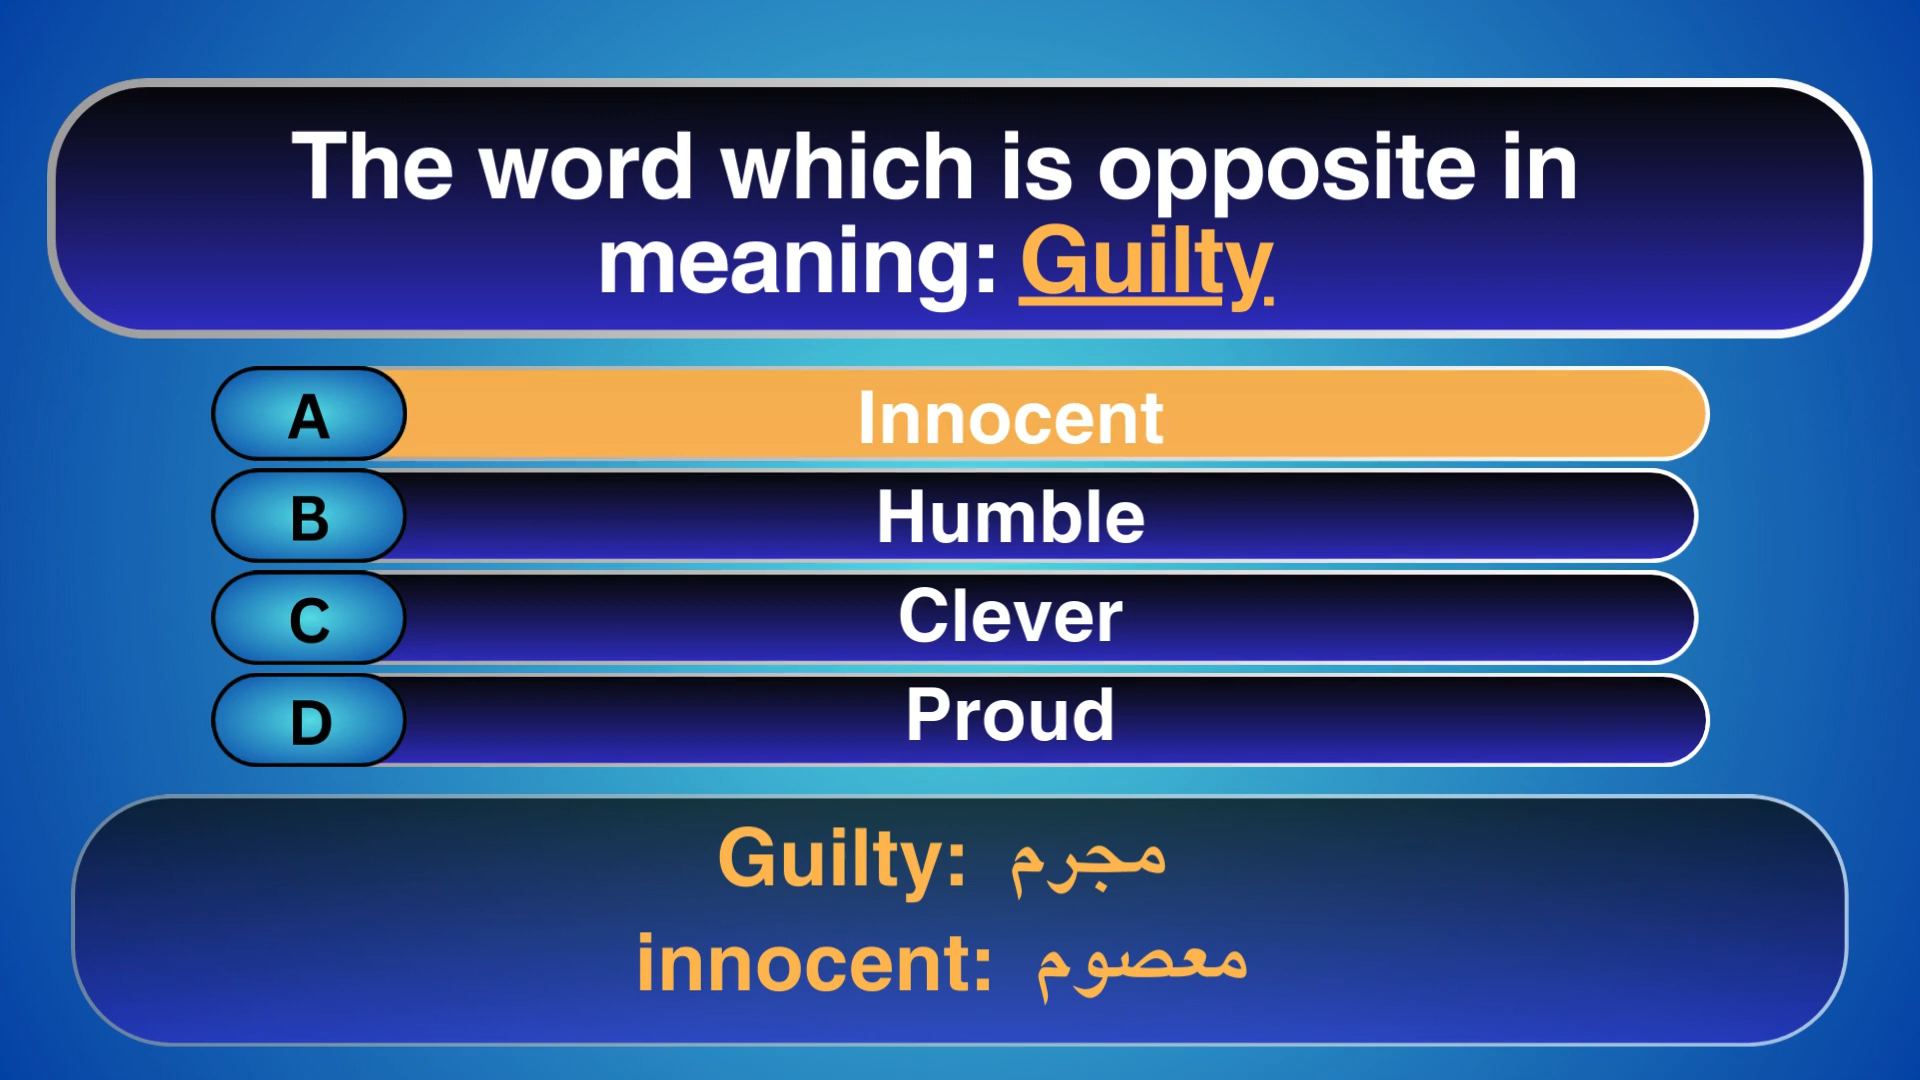 The word which is opposite in
meaning: Guilty
A
Innocent
B
Humble
C
Clever
D
Proud
Guilty: مجرم
innocent: معصوم